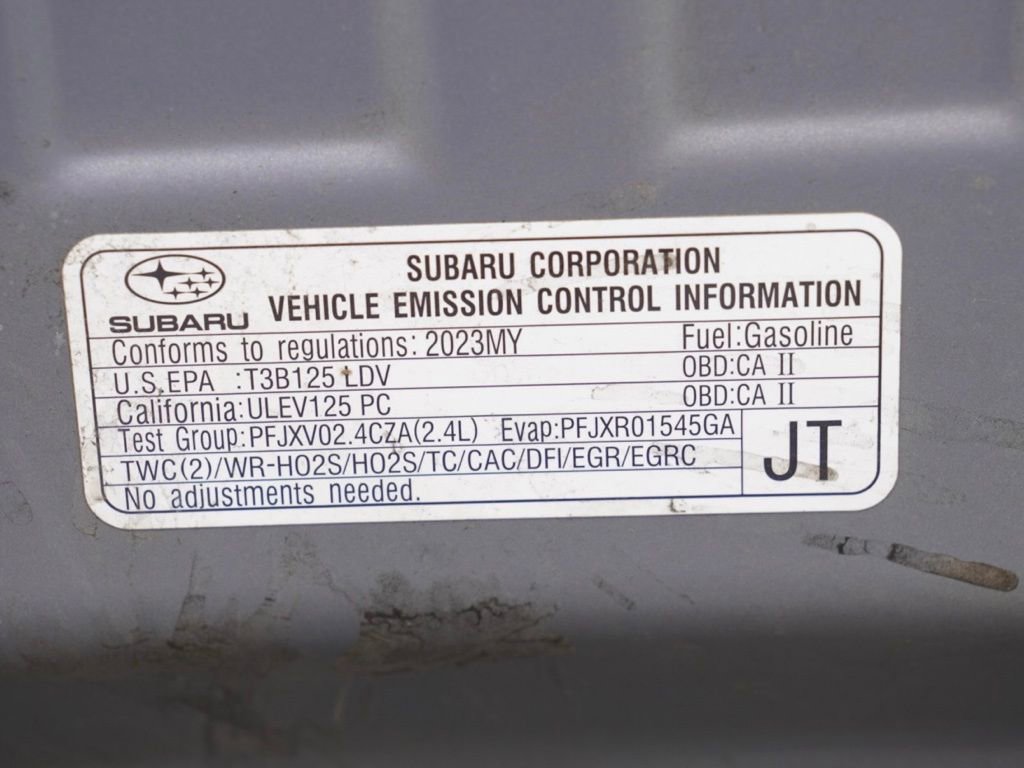 SUBARU CORPORATION
SUBARU VEHICLE EMISSION CONTROL INFORMATION
Conforms to regulations: 2023MY Fuel:Gasoline
U.S.EPA :T3B125 LDV OBD:CA II
California:ULEV125 PC OBD:CA II
Test Group:PFJXV02.4CZA(2.4L) Evap:PFJXR01545GA
TWC(2)/WR-HO2S/HO2S/TC/CAC/DFI/EGR/EGRC JT
No adjustments needed.